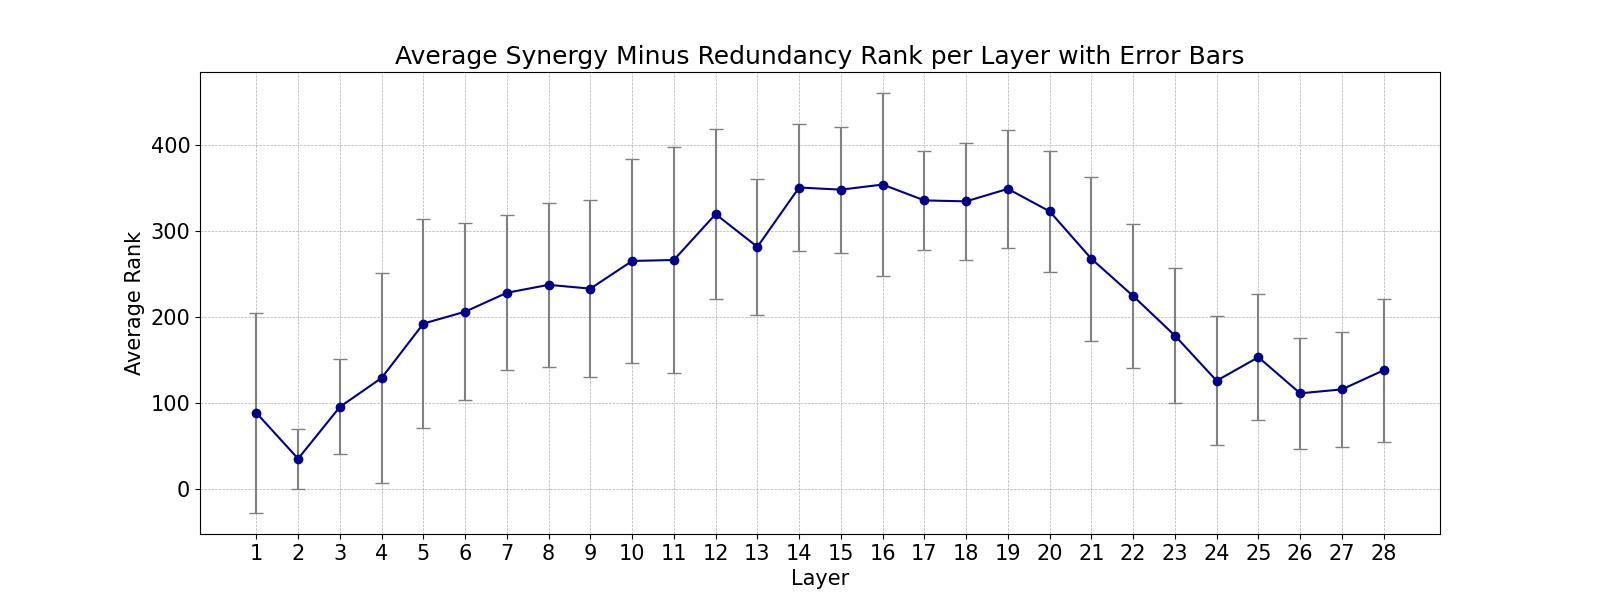 Average Synergy Minus Redundancy Rank per Layer with Error Bars
400
300
200
100
0
Average Rank
1 2 3 4 5 6 7 8 9 10 11 12 13 14 15 16 17 18 19 20 21 22 23 24 25 26 27 28
Layer